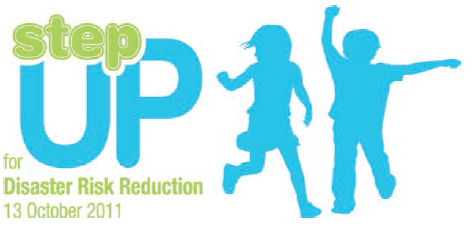 step
UP
for
Disaster Risk Reduction
13 October 2011